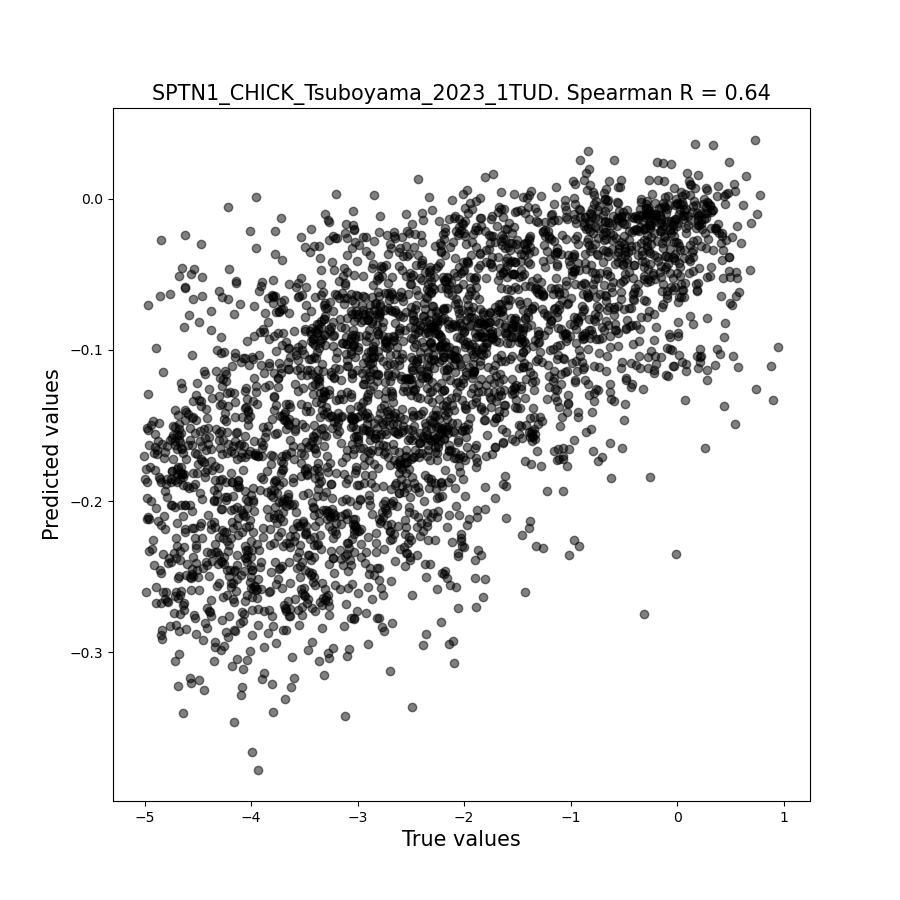 SPTN1_CHICK_Tsuboyama_2023_1TUD. Spearman R = 0.64
Predicted values
0.0
−0.1
−0.2
−0.3
−5 −4 −3 −2 −1 0 1
True values